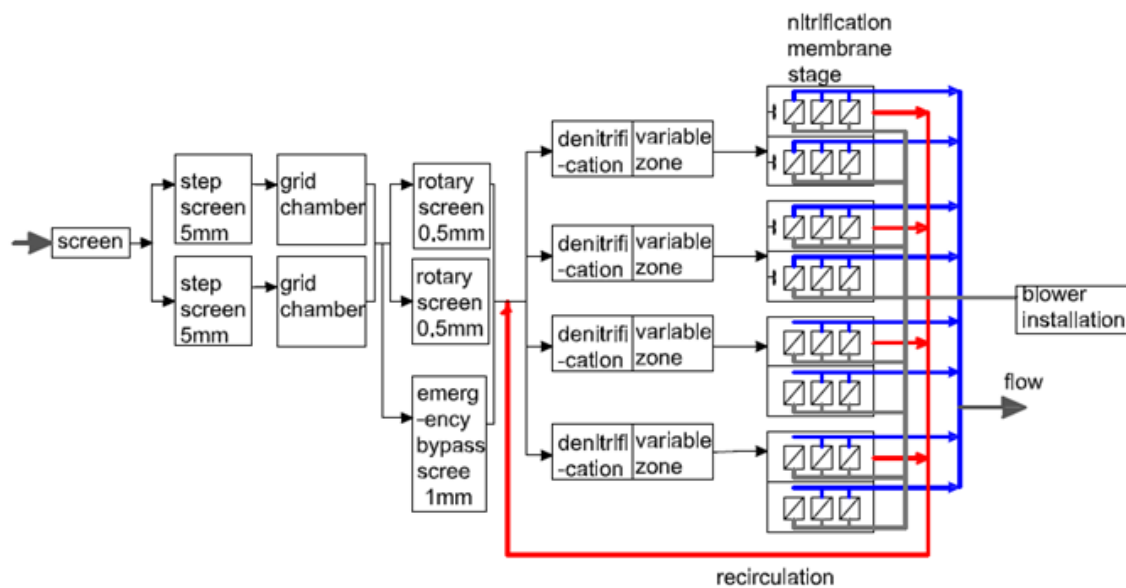 nitrification
membrane
stage
screen
step
screen
5mm
grid
chamber
step
screen
5mm
grid
chamber
rotary
screen
0.5mm
rotary
screen
0.5mm
emerg
-ency
bypass
scree
1mm
denitrifi
-cation
variable
zone
denitrifi
-cation
variable
zone
denitrifi
-cation
variable
zone
denitrifi
-cation
variable
zone
blower
installation
flow
recirculation